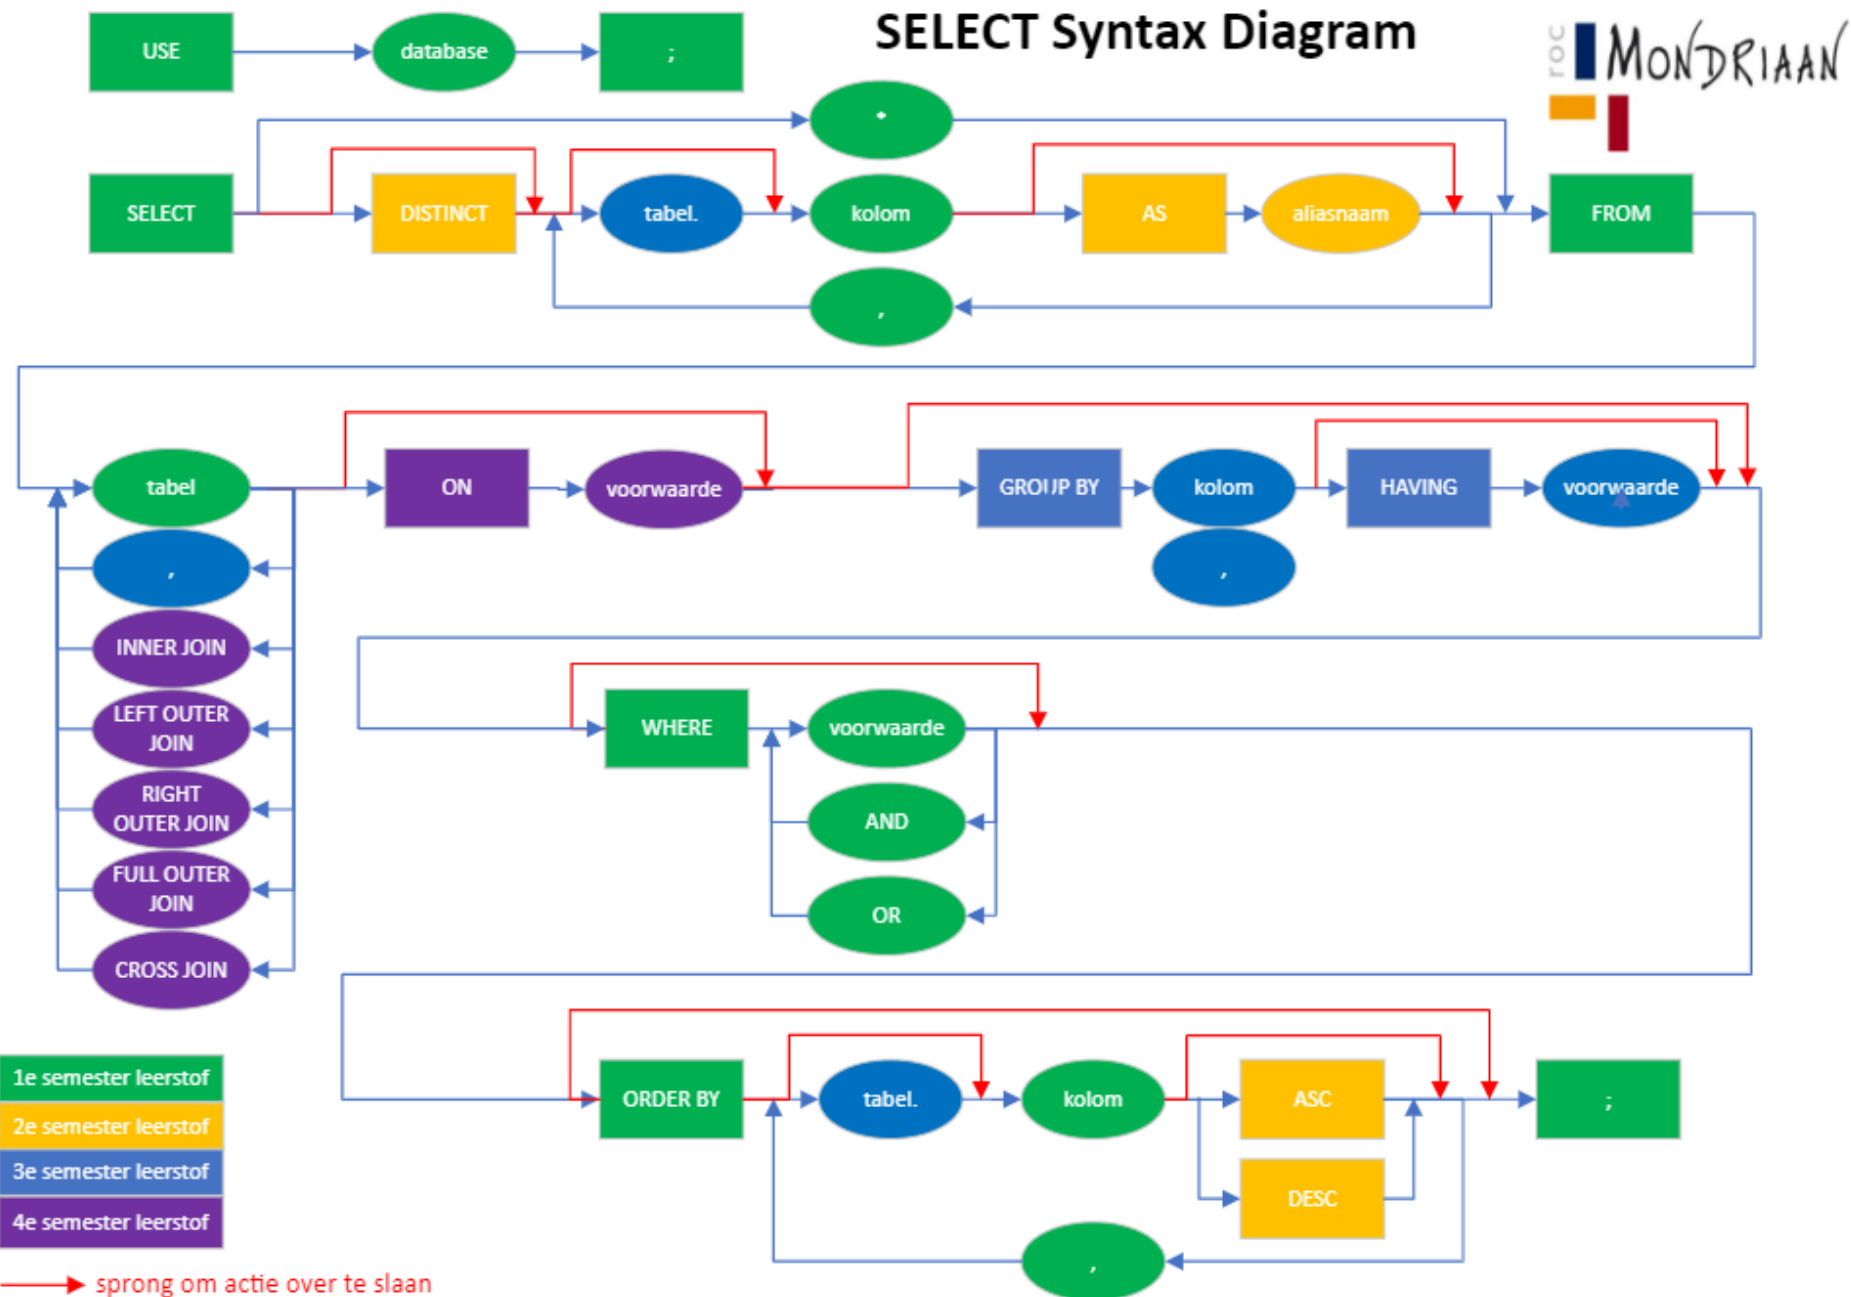 SELECT Syntax Diagram
roc MONDRIAAN
USE database ;
*
SELECT DISTINCT tabel. kolom AS aliasnaam FROM
,
tabel ON voorwaarde GROUP BY kolom HAVING voorwaarde
, ,
INNER JOIN
LEFT OUTER
JOIN
RIGHT
OUTER JOIN
FULL OUTER
JOIN
CROSS JOIN
WHERE voorwaarde
AND
OR
ORDER BY tabel. kolom ASC ;
DESC
,
1e semester leerstof
2e semester leerstof
3e semester leerstof
4e semester leerstof
sprong om actie over te slaan